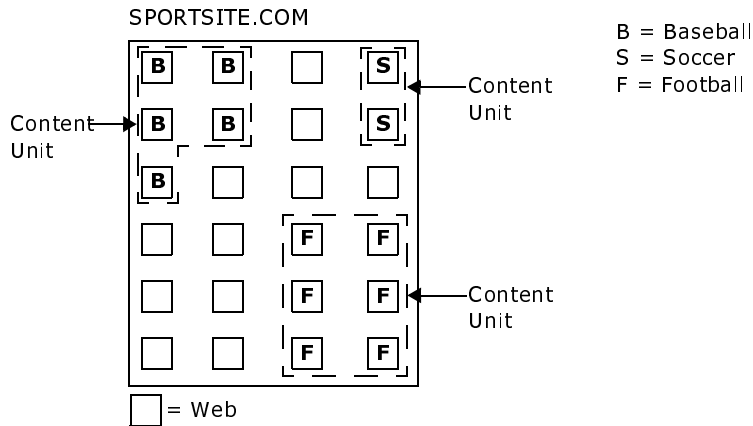 SPORTSITE.COM
B = Baseball
S = Soccer
F = Football
B B S
Content
Unit
B B S
Content
Unit
B
F F
F F
Content
Unit
F F
= Web